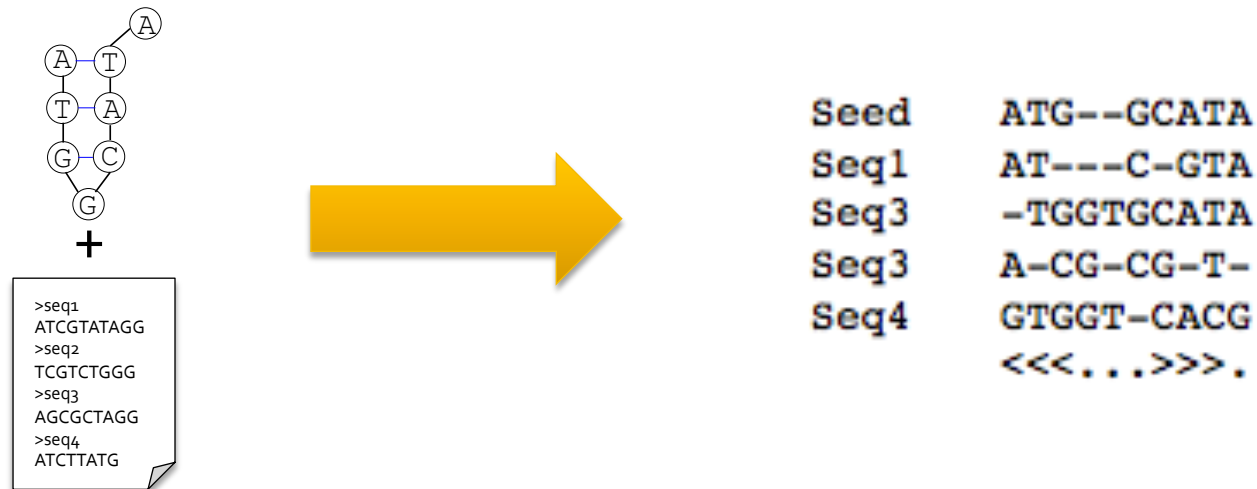 A
A T
T A
G C
G
+
>seq1
ATCGTATAGG
>seq2
TCGTCTGGG
>seq3
AGCGCTAGG
>seq4
ATCTTATG
Seed ATG--GCATA
Seq1 AT---C-GTA
Seq3 -TGGTGCATA
Seq3 A-CG-CG-T-
Seq4 GTGGT-CACG
<<<...>>>.